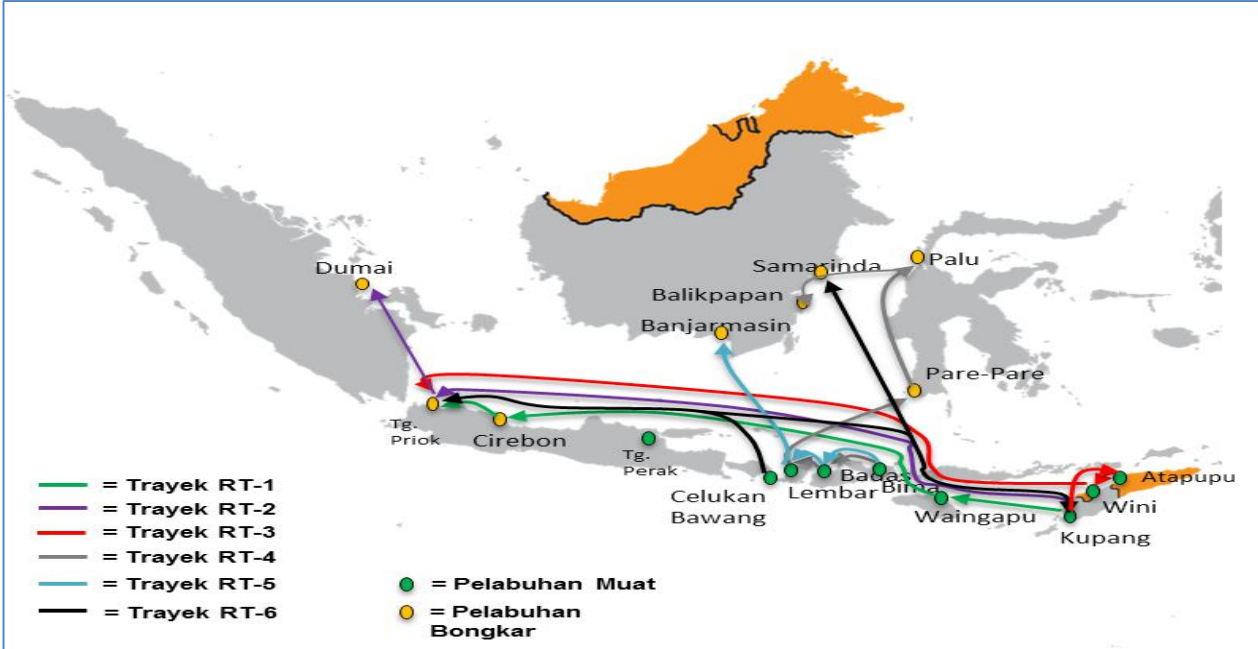 Dumai
Samarinda
Palu
Balikpapan
Banjarmasin
Pare-Pare
Tg.
Priok
Cirebon
Tg.
Perak
Celukan
Bawang
Lembar
Badas
Bima
Waingapu
Atapupu
Wini
Kupang
= Trayek RT-1
= Trayek RT-2
= Trayek RT-3
= Trayek RT-4
= Trayek RT-5
= Trayek RT-6
= Pelabuhan Muat
= Pelabuhan
Bongkar